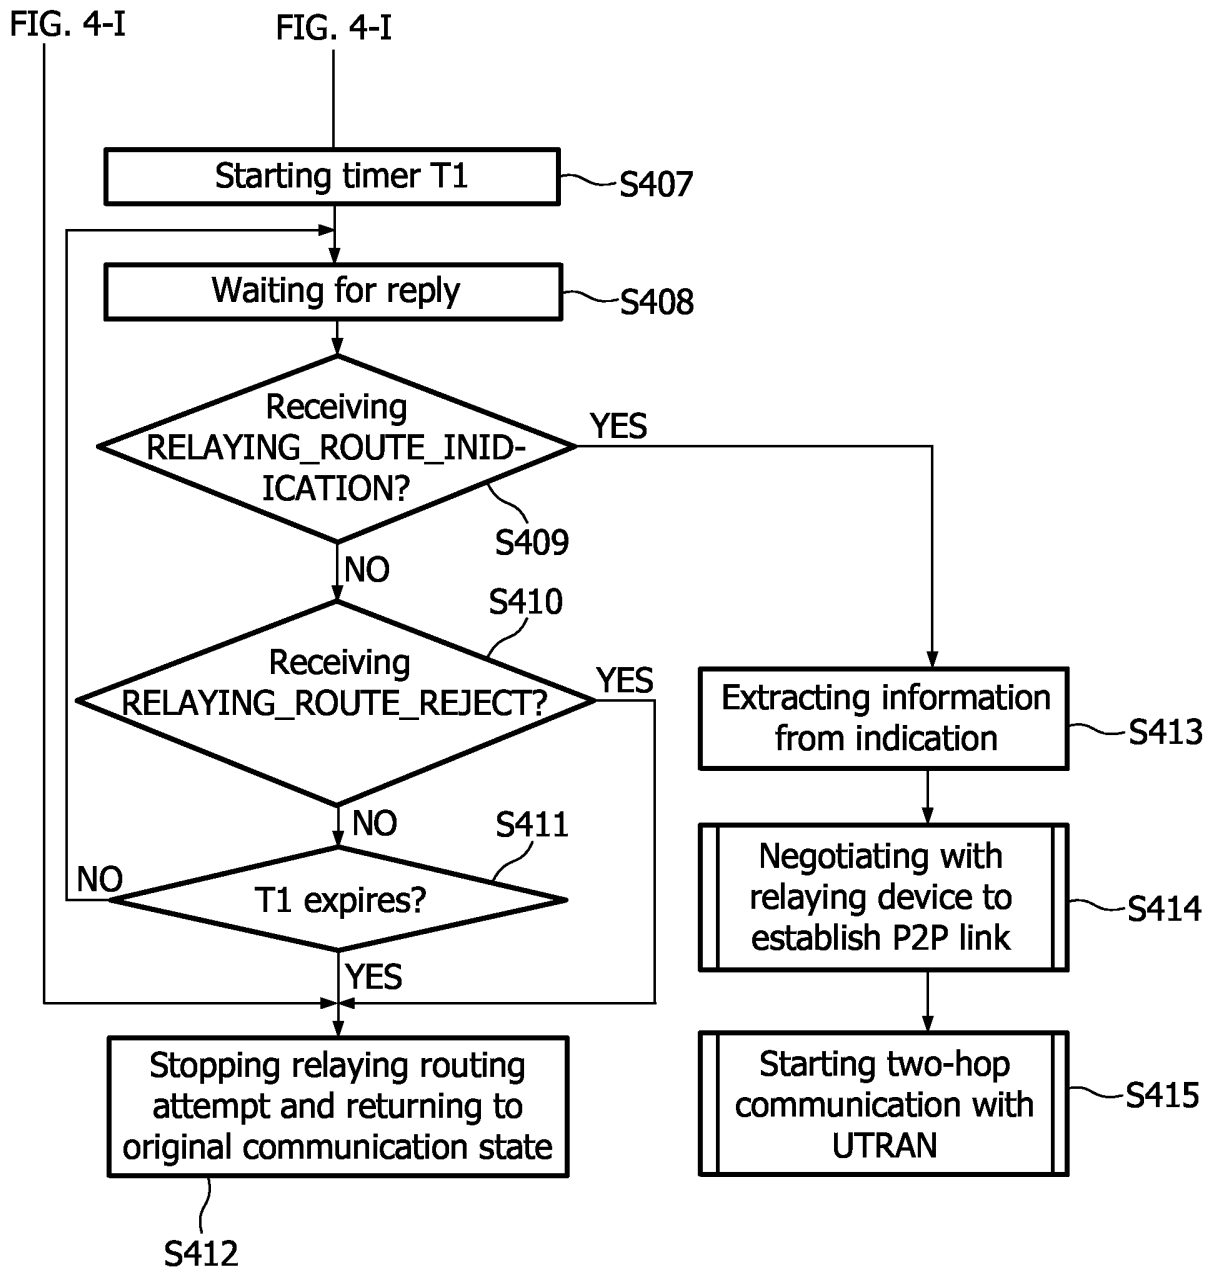 FIG. 4-I
FIG. 4-I
Starting timer T1
S407
Waiting for reply
S408
Receiving
RELAYING_ROUTE_INID-
ICATION?
YES
S409
NO
S410
Receiving
RELAYING_ROUTE_REJECT?
YES
NO
S411
T1 expires?
NO
YES
Stopping relaying routing
attempt and returning to
original communication state
S412
Extracting information
from indication
S413
Negotiating with
relaying device to
establish P2P link
S414
Starting two-hop
communication with
UTRAN
S415